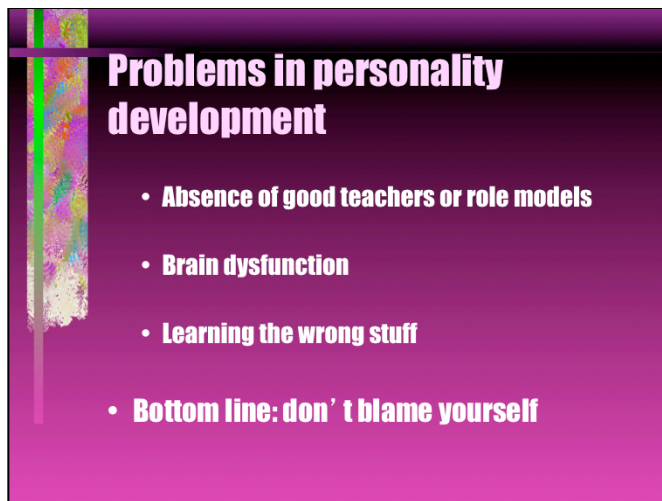 Problems in personality
development
• Absence of good teachers or role models
• Brain dysfunction
• Learning the wrong stuff
• Bottom line: don’ t blame yourself